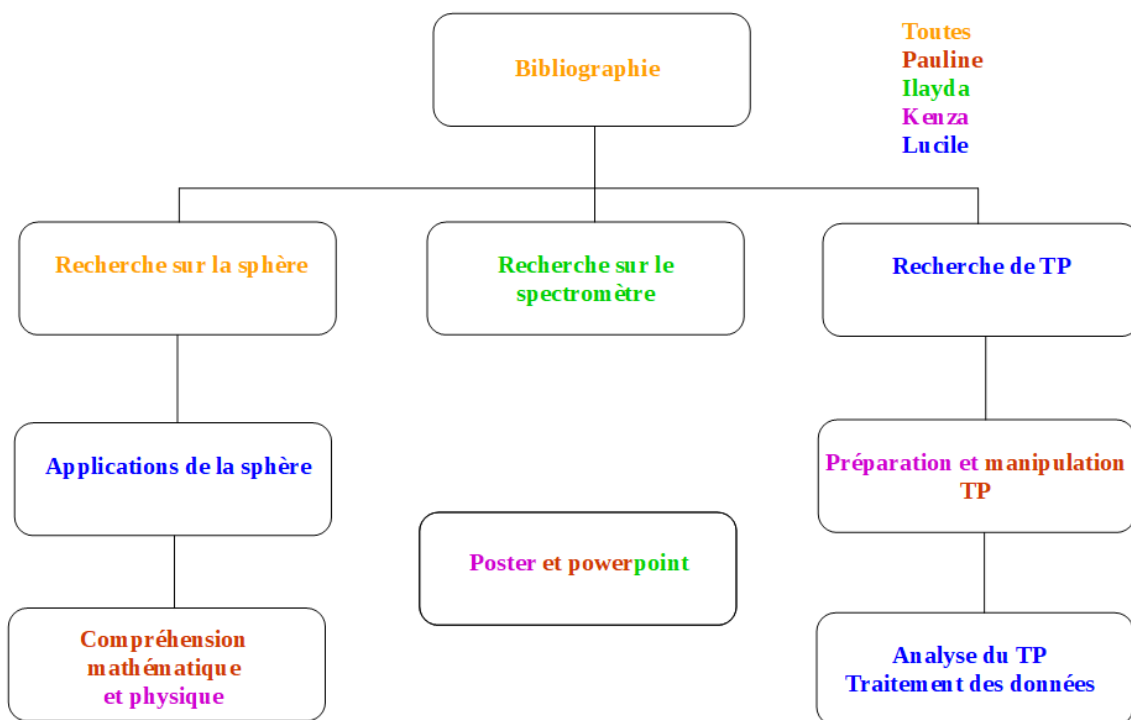 Bibliographie
Toutes
Pauline
Ilayda
Kenza
Lucile
Recherche sur la sphère
Recherche sur le
spectromètre
Recherche de TP
Applications de la sphère
Préparation et manipulation
TP
Poster et powerpoint
Compréhension
mathématique
et physique
Analyse du TP
Traitement des données